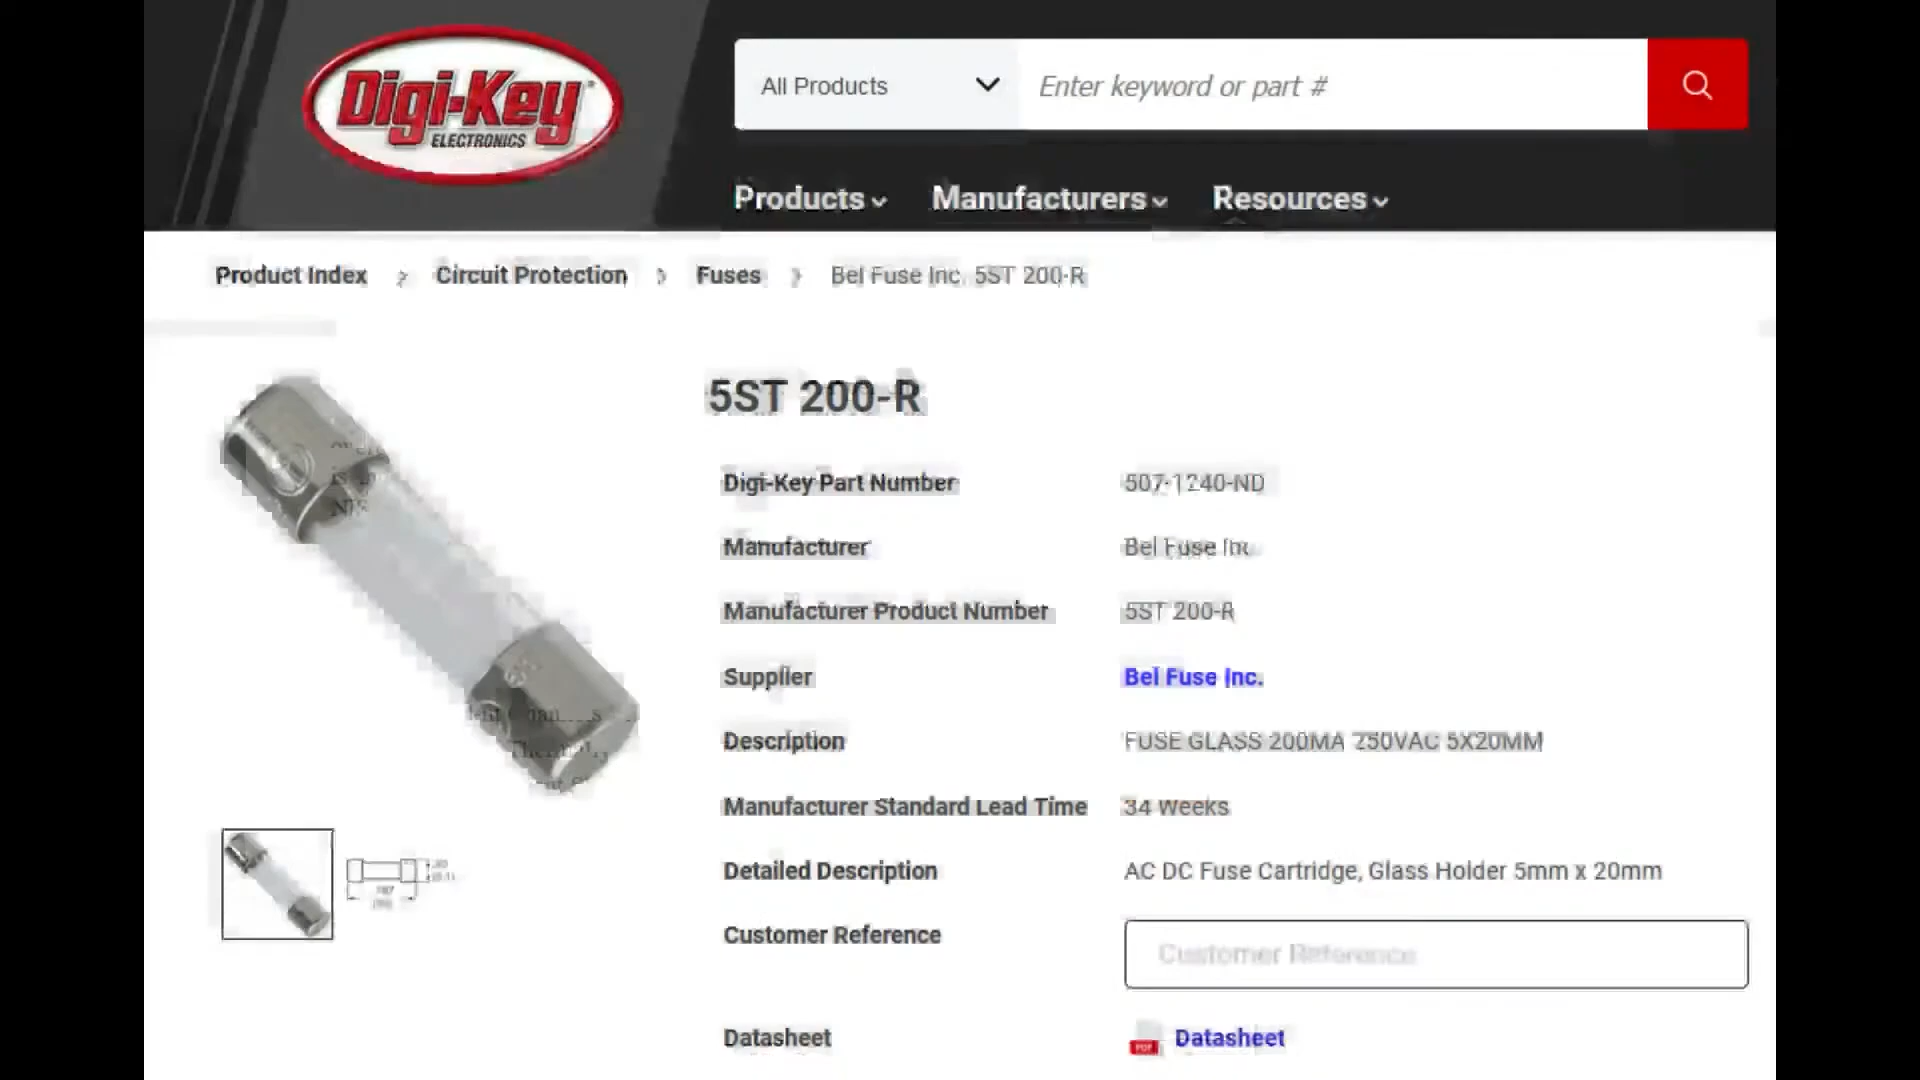 Digi-Key
ELECTRONICS
All Products
Enter keyword or part #
Products
Manufacturers
Resources
Product Index > Circuit Protection > Fuses > Bel Fuse Inc. 5ST 200-R
5ST 200-R
Digi-Key Part Number 507-1240-ND
Manufacturer Bel Fuse Inc.
Manufacturer Product Number 5ST 200-R
Supplier Bel Fuse Inc.
Description FUSE GLASS 200MA 250VAC 5X20MM
Manufacturer Standard Lead Time 34 Weeks
Detailed Description AC DC Fuse Cartridge, Glass Holder 5mm x 20mm
Customer Reference Customer Reference
Datasheet PDF Datasheet